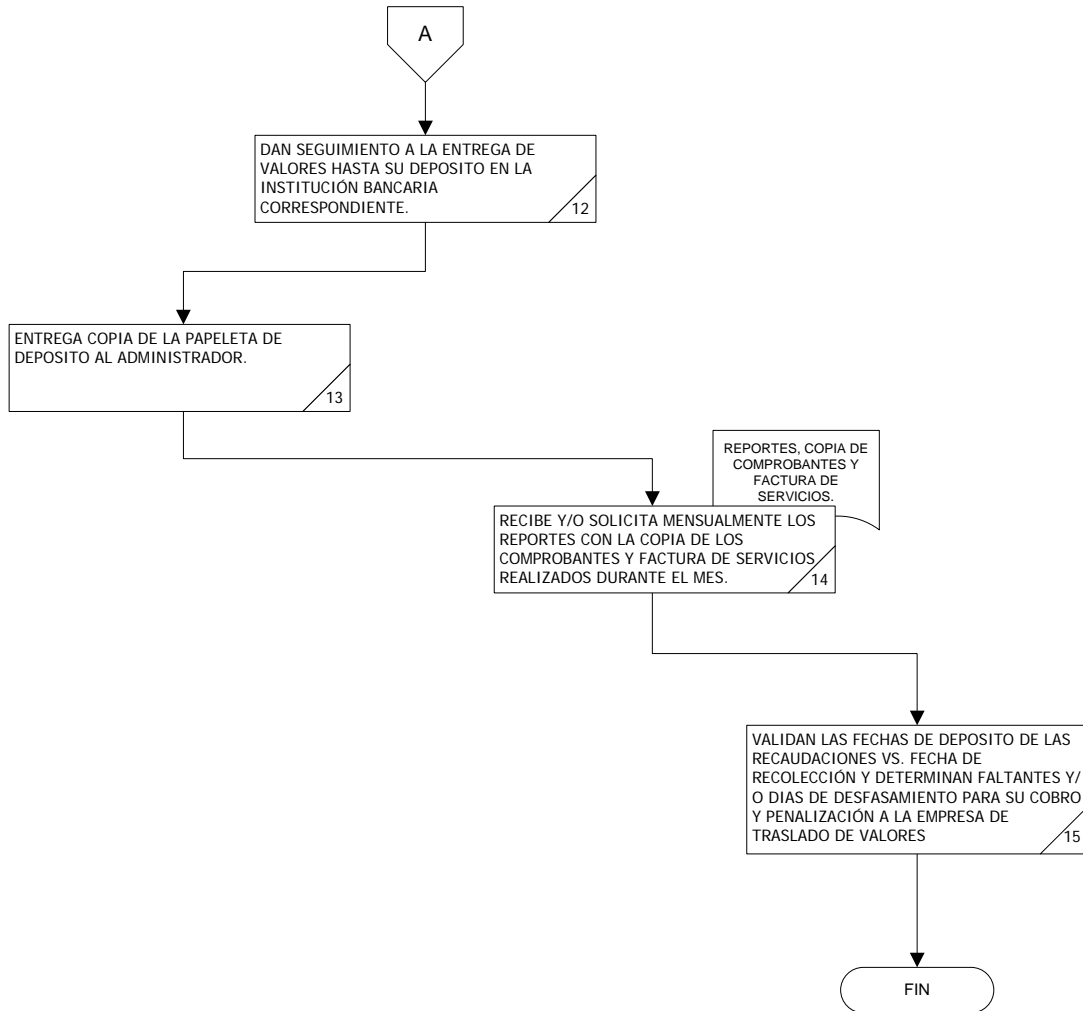 A
DAN SEGUIMIENTO A LA ENTREGA DE
VALORES HASTA SU DEPOSITO EN LA
INSTITUCIÓN BANCARIA
CORRESPONDIENTE.
12
ENTREGA COPIA DE LA PAPELETA DE
DEPOSITO AL ADMINISTRADOR.
13
REPORTES, COPIA DE
COMPROBANTES Y
FACTURA DE
SERVICIOS.
RECIBE Y/O SOLICITA MENSUALMENTE LOS
REPORTES CON LA COPIA DE LOS
COMPROBANTES Y FACTURA DE SERVICIOS
REALIZADOS DURANTE EL MES.
14
VALIDAN LAS FECHAS DE DEPOSITO DE LAS
RECAUDACIONES VS. FECHA DE
RECOLECCIÓN Y DETERMINAN FALTANTES Y/
O DIAS DE DESFASAMIENTO PARA SU COBRO
Y PENALIZACIÓN A LA EMPRESA DE
TRASLADO DE VALORES
15
FIN